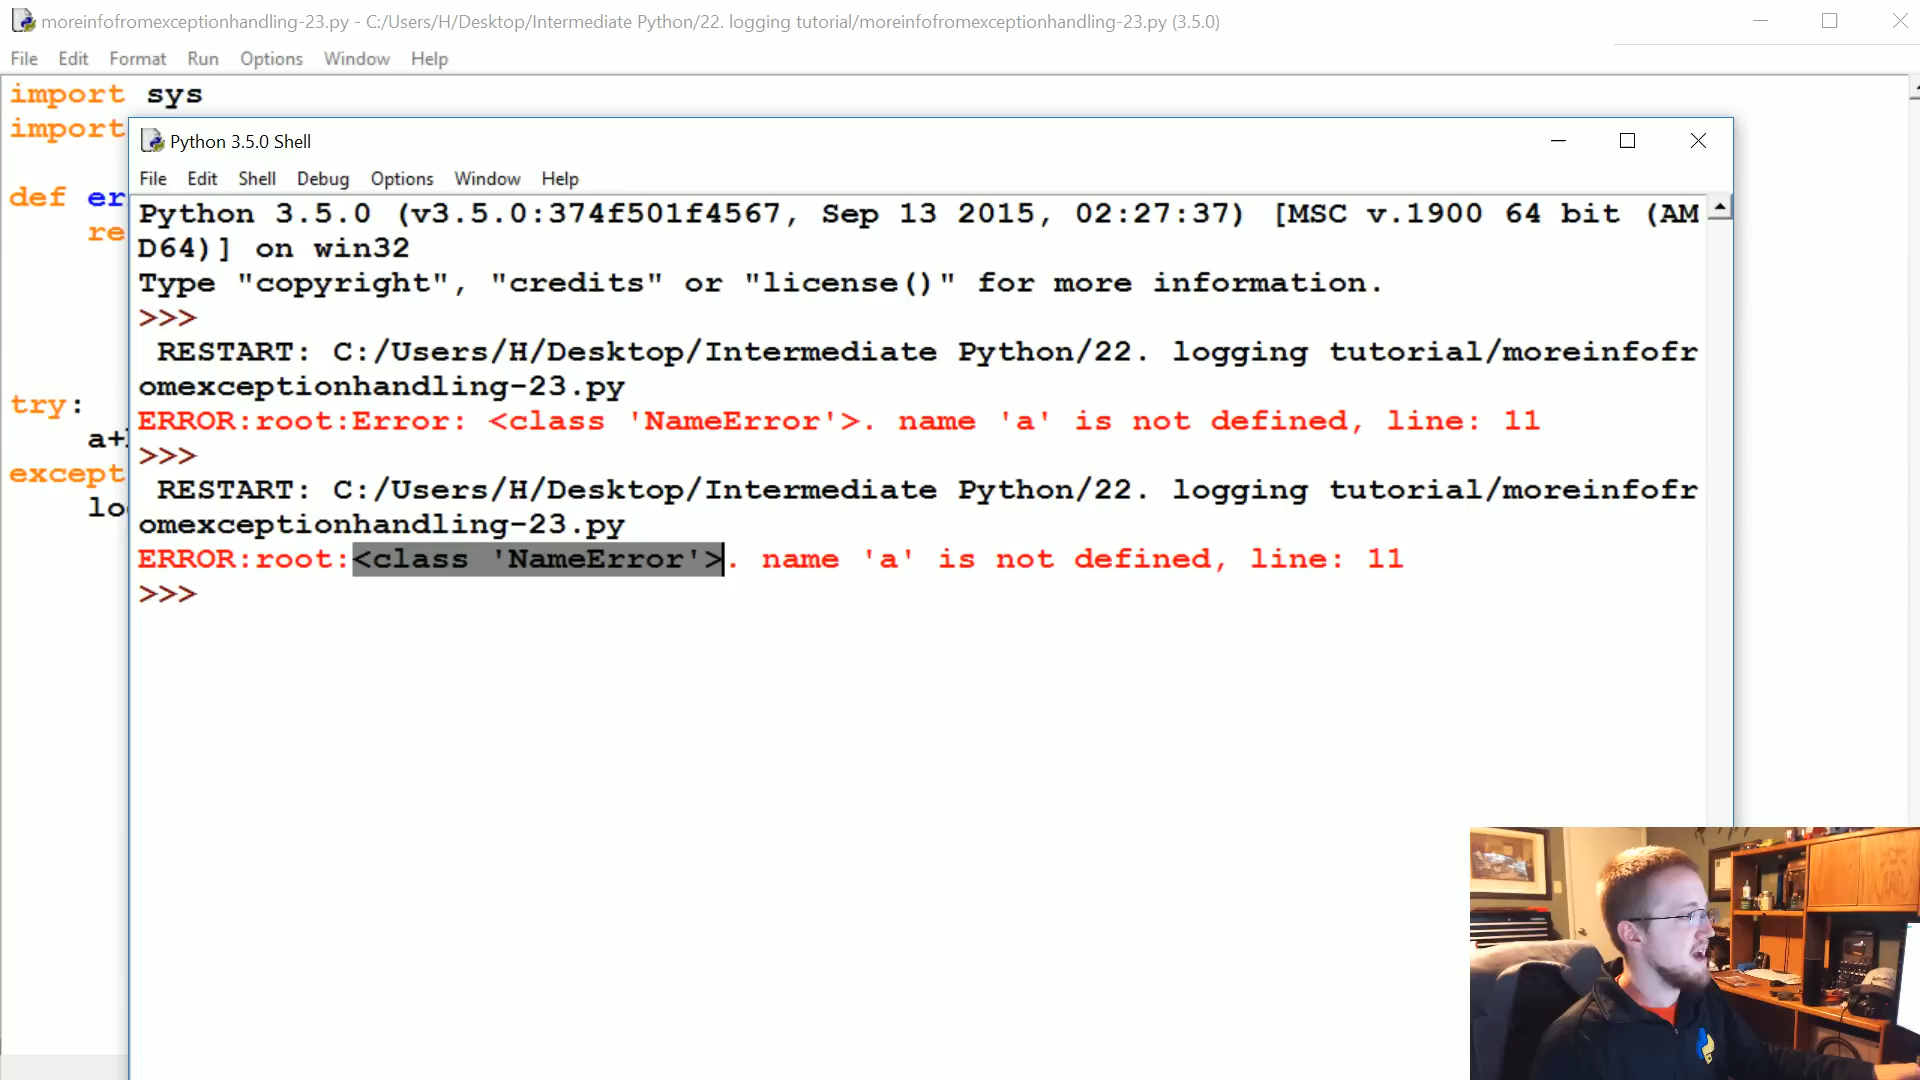 moreinfofromexceptionhandling-23.py - C:/Users/H/Desktop/Intermediate Python/22. logging tutorial/moreinfofromexceptionhandling-23.py (3.5.0)
File Edit Format Run Options Window Help
import sys
import
Python 3.5.0 Shell
File Edit Shell Debug Options Window Help
def er
re
try:
a+
except
lo
Python 3.5.0 (v3.5.0:374f501f4567, Sep 13 2015, 02:27:37) [MSC v.1900 64 bit (AM
D64)] on win32
Type "copyright", "credits" or "license()" for more information.
>>>
RESTART: C:/Users/H/Desktop/Intermediate Python/22. logging tutorial/moreinfofr
omexceptionhandling-23.py
ERROR:root:Error: <class 'NameError'>. name 'a' is not defined, line: 11
>>>
RESTART: C:/Users/H/Desktop/Intermediate Python/22. logging tutorial/moreinfofr
omexceptionhandling-23.py
ERROR:root:<class 'NameError'>. name 'a' is not defined, line: 11
>>>